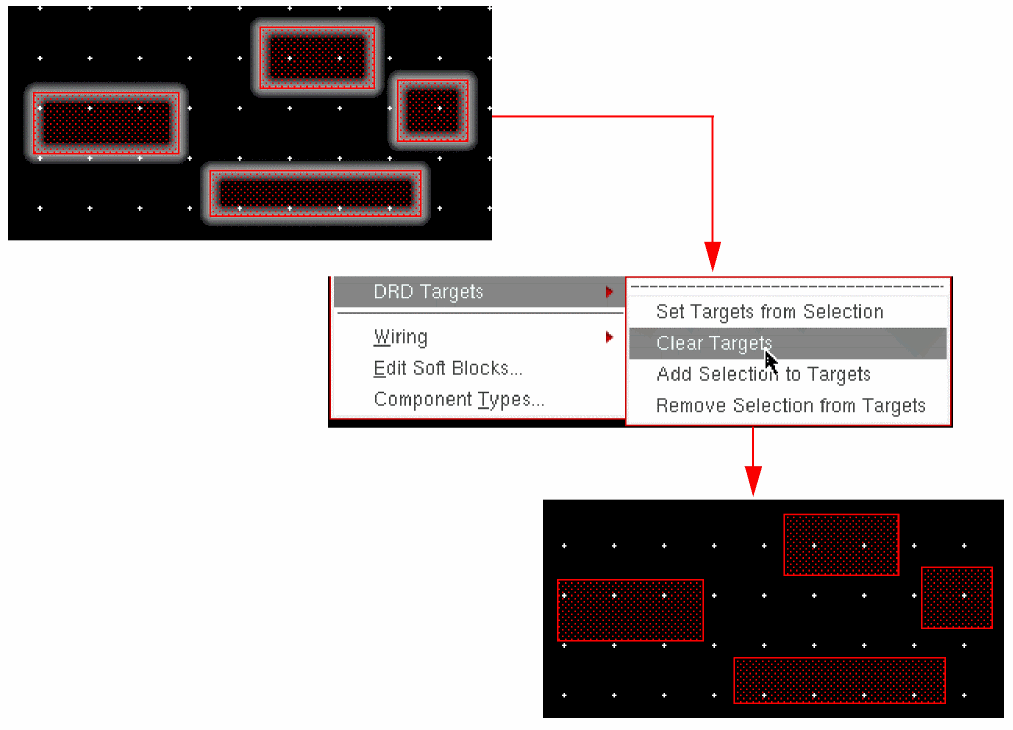 DRD Targets
Wiring
Edit Soft Blocks...
Component Types...
Set Targets from Selection
Clear Targets
Add Selection to Targets
Remove Selection from Targets